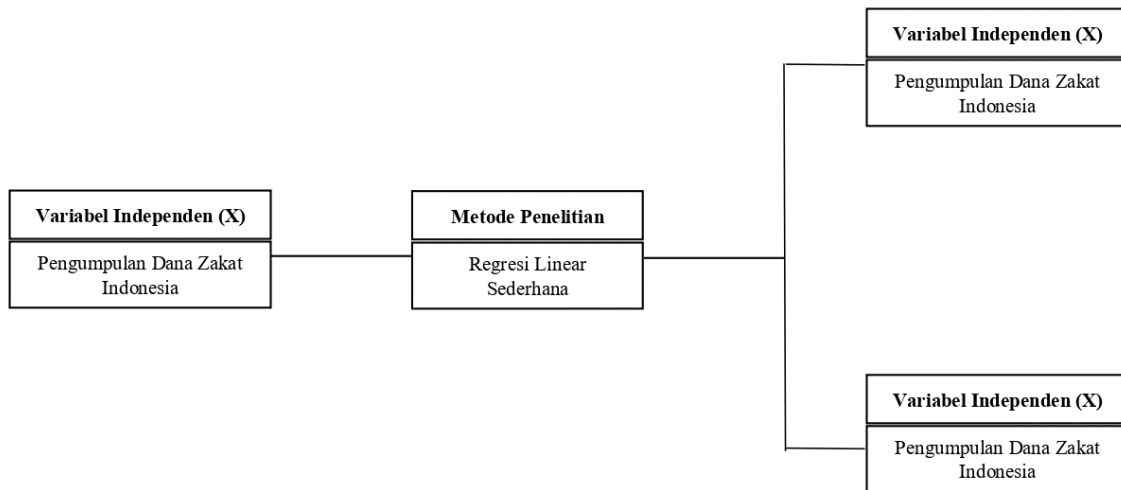 Variabel Independen (X)
Pengumpulan Dana Zakat
Indonesia
Variabel Independen (X)
Pengumpulan Dana Zakat
Indonesia
Metode Penelitian
Regresi Linear
Sederhana
Variabel Independen (X)
Pengumpulan Dana Zakat
Indonesia